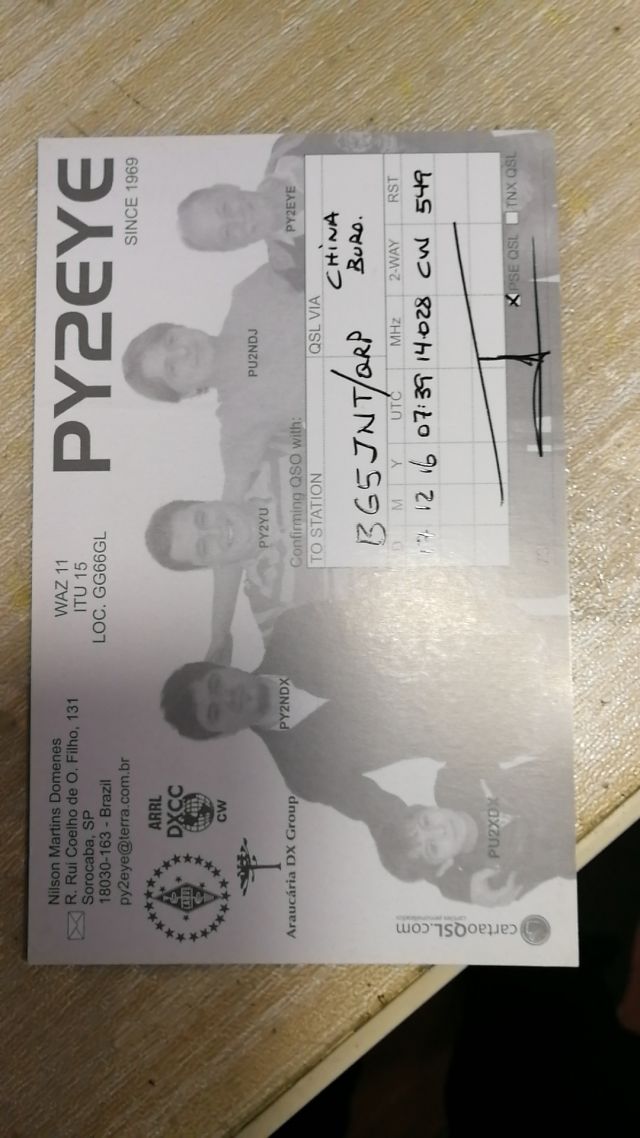 PY2EYE
SINCE 1969
WAZ 11
ITU 15
LOC. GG66GL
Nilson Martins Domenes
R. Rui Coelho de O. Filho, 131
Sorocaba, SP
18030-163 - Brazil
py2eye@terra.com.br
ARRL
DXCC
CW
Araucária DX Group
PY2EYE
PU2NDJ
PY2YU
PY2NDX
PU2XDX
Confirming QSO with:
TO STATION
QSL VIA
BG5JNT/QRP
CHINA
BURO.
D M Y UTC MHz 2-WAY RST
17 12 16 07:39 14.028 CW 549
X PSE QSL TNX QSL
cartaoQSL.com